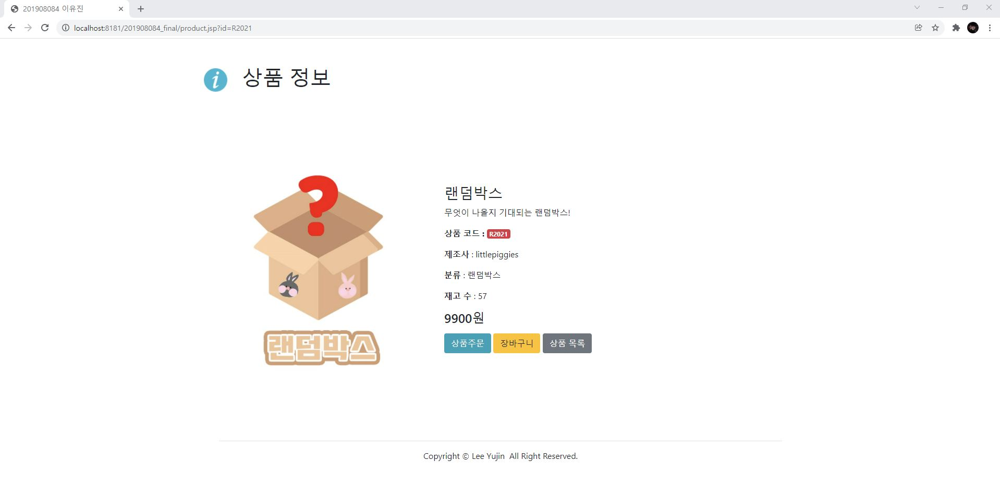 201908084 이유진
localhost:8181/201908084_final/product.jsp?id=R2021
i 상품 정보
?
랜덤박스
랜덤박스
무엇이 나올지 기대되는 랜덤박스!
상품 코드 : R2021
제조사 : littlepiggies
분류 : 랜덤박스
재고 수 : 57
9900원
상품주문 장바구니 상품 목록
Copyright © Lee Yujin  All Right Reserved.